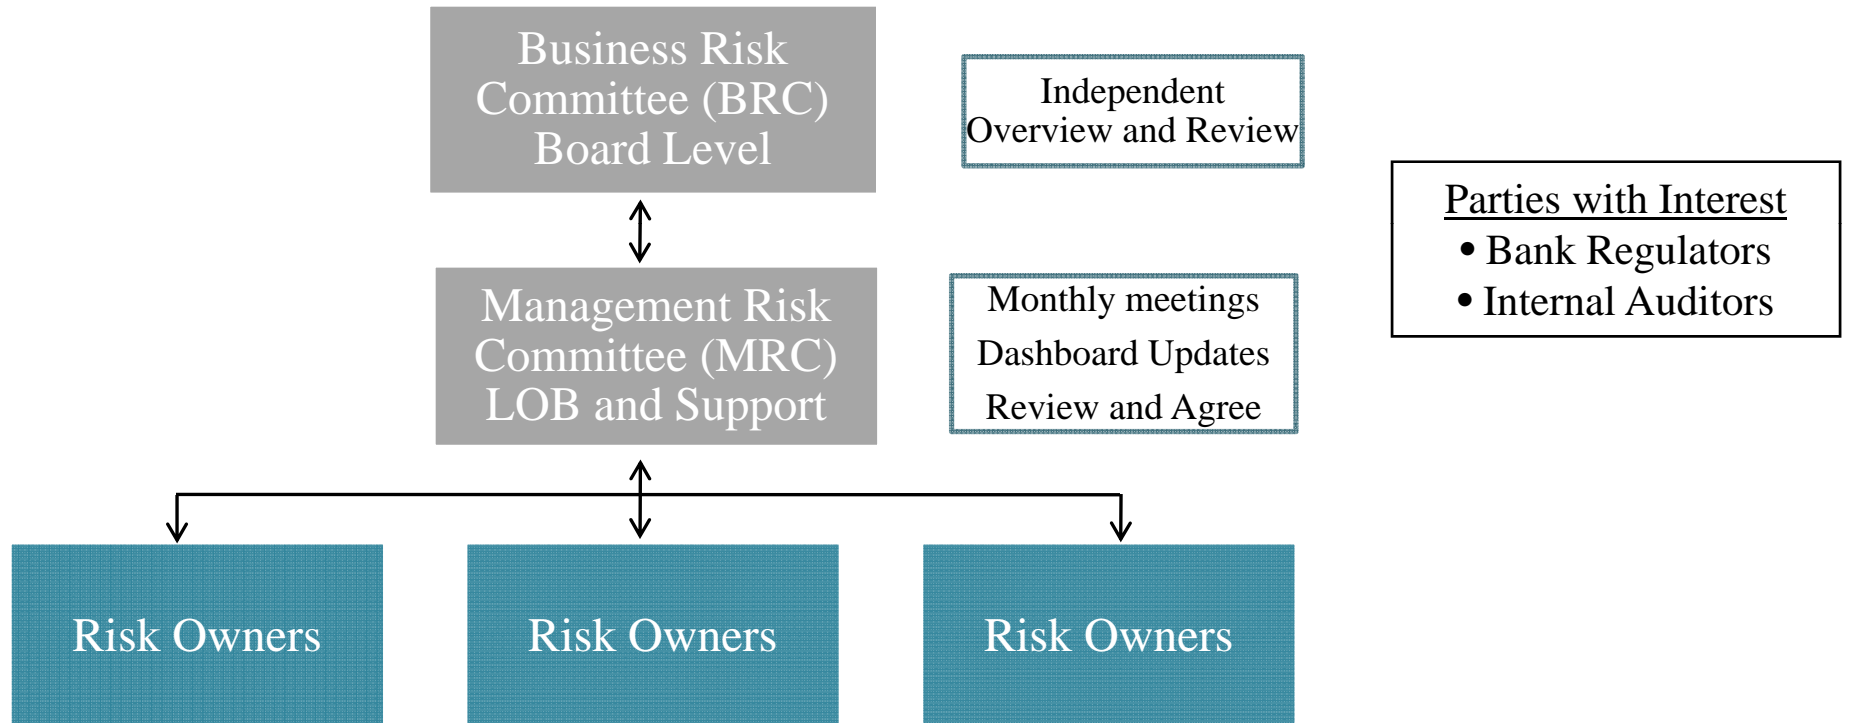 Business Risk
Committee (BRC)
Board Level
Independent
Overview and Review
Parties with Interest
• Bank Regulators
• Internal Auditors
Management Risk
Committee (MRC)
LOB and Support
Monthly meetings
Dashboard Updates
Review and Agree
Risk Owners
Risk Owners
Risk Owners